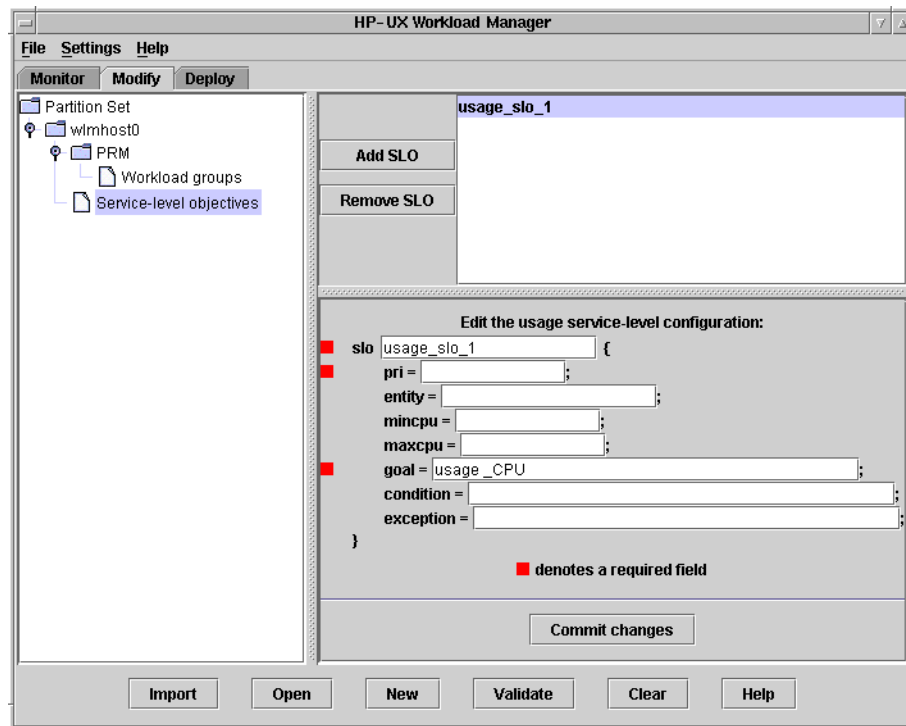 HP-UX Workload Manager
File Settings Help
Monitor Modify Deploy
Partition Set
wlmhost0
PRM
Workload groups
Service-level objectives
Add SLO
Remove SLO
usage_slo_1
Edit the usage service-level configuration:
slo usage_slo_1 {
pri = ;
entity = ;
mincpu = ;
maxcpu = ;
goal = usage _CPU ;
condition = ;
exception = ;
}
denotes a required field
Commit changes
Import Open New Validate Clear Help